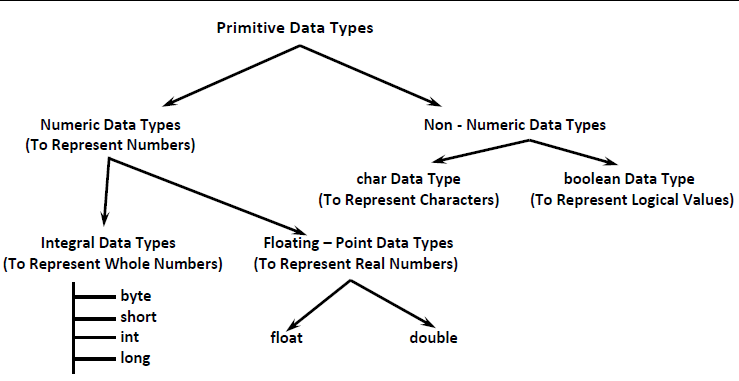 Primitive Data Types
Numeric Data Types
(To Represent Numbers)
Non - Numeric Data Types
char Data Type
(To Represent Characters)
boolean Data Type
(To Represent Logical Values)
Integral Data Types
(To Represent Whole Numbers)
Floating – Point Data Types
(To Represent Real Numbers)
byte
short
int
long
float
double